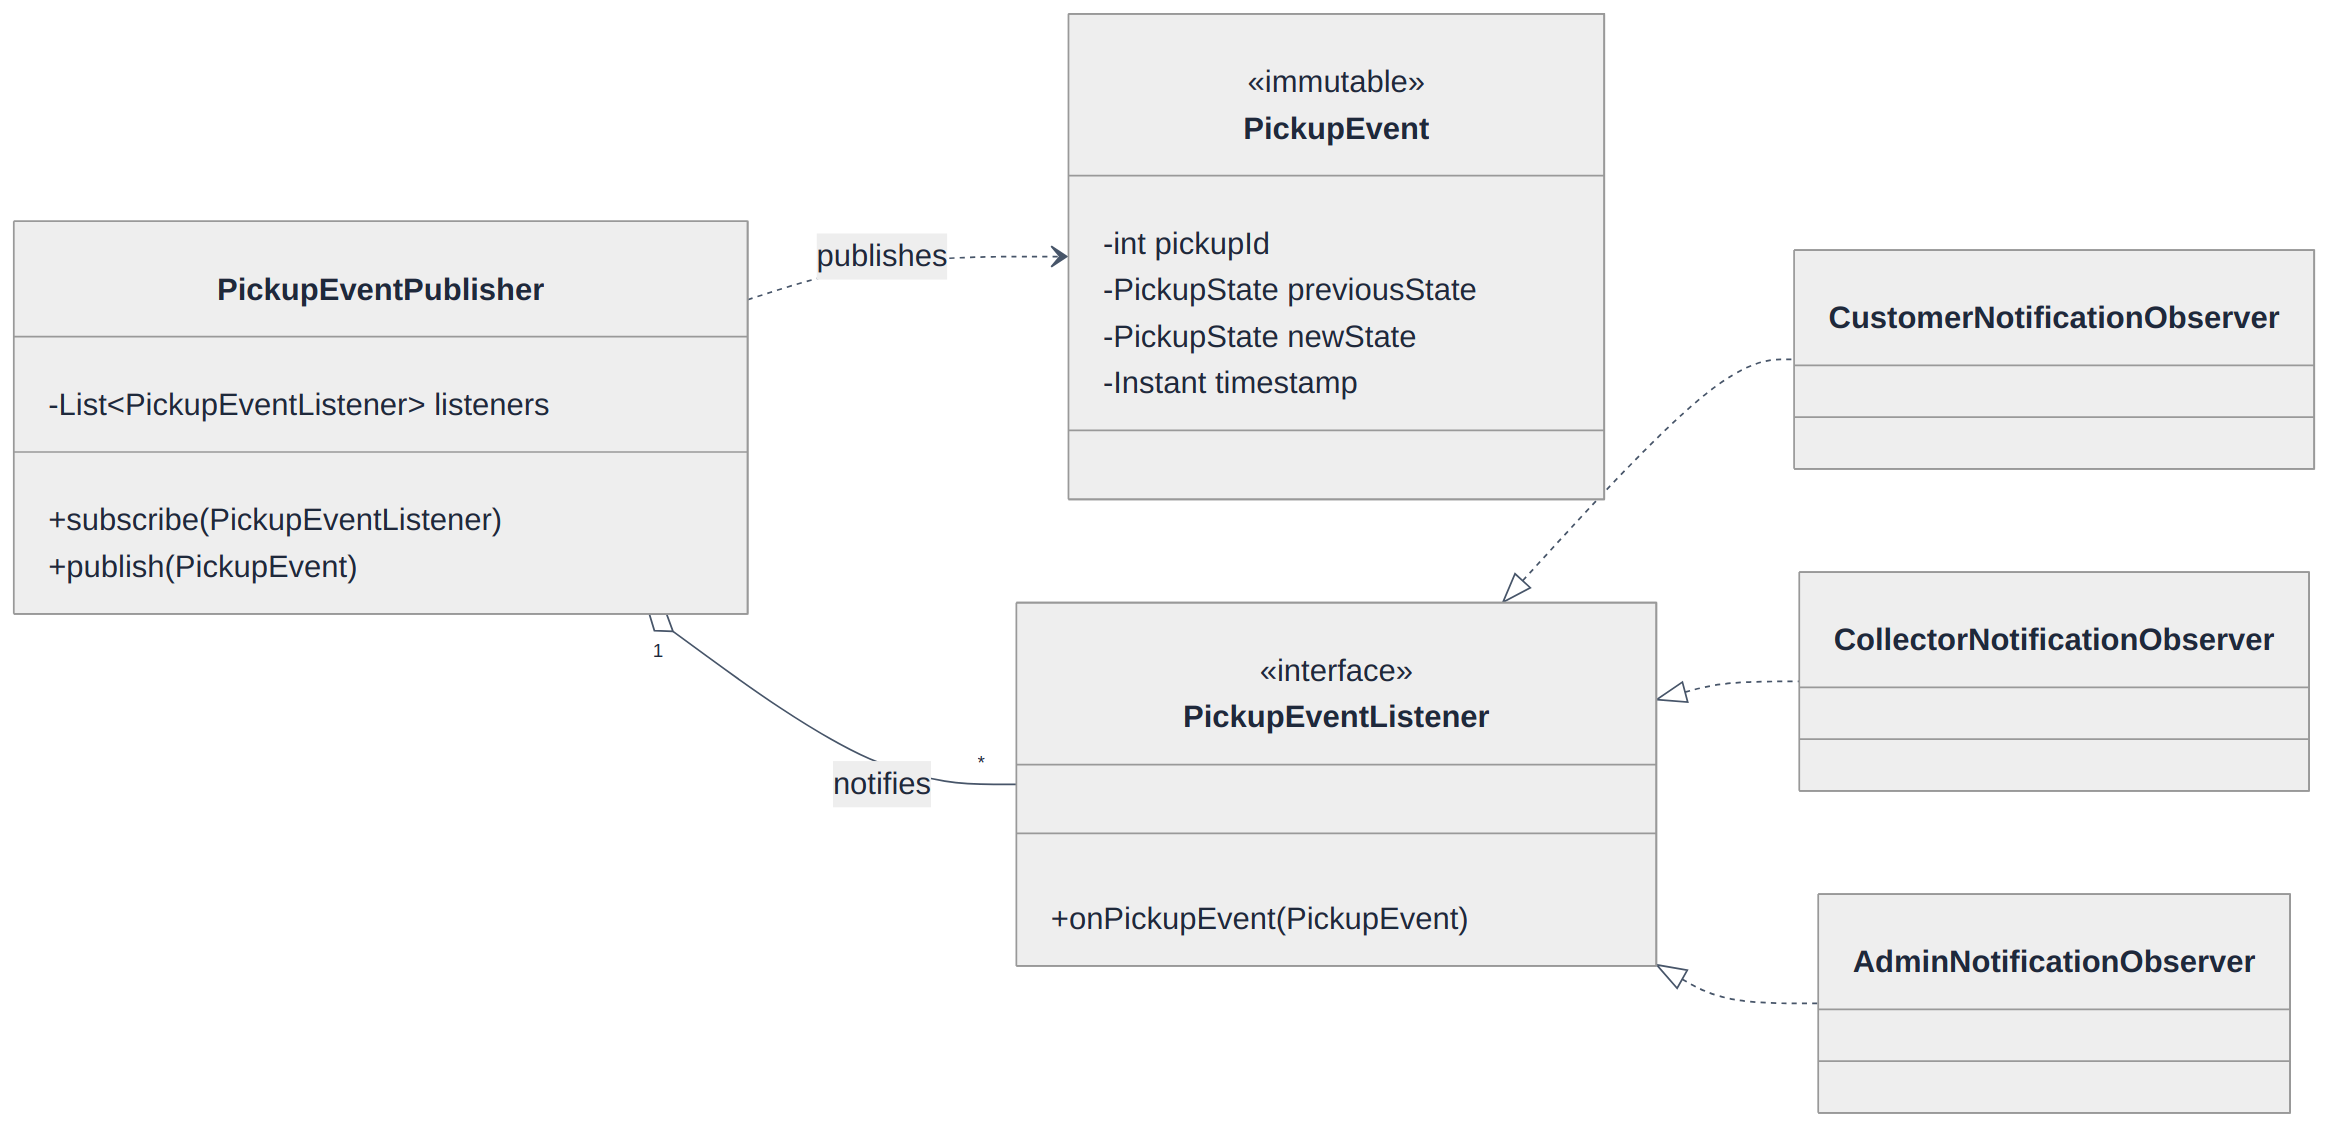 PickupEventPublisher
-List<PickupEventListener> listeners
+subscribe(PickupEventListener)
+publish(PickupEvent)
publishes
1
notifies
*
«immutable»
PickupEvent
-int pickupId
-PickupState previousState
-PickupState newState
-Instant timestamp
«interface»
PickupEventListener
+onPickupEvent(PickupEvent)
CustomerNotificationObserver
CollectorNotificationObserver
AdminNotificationObserver